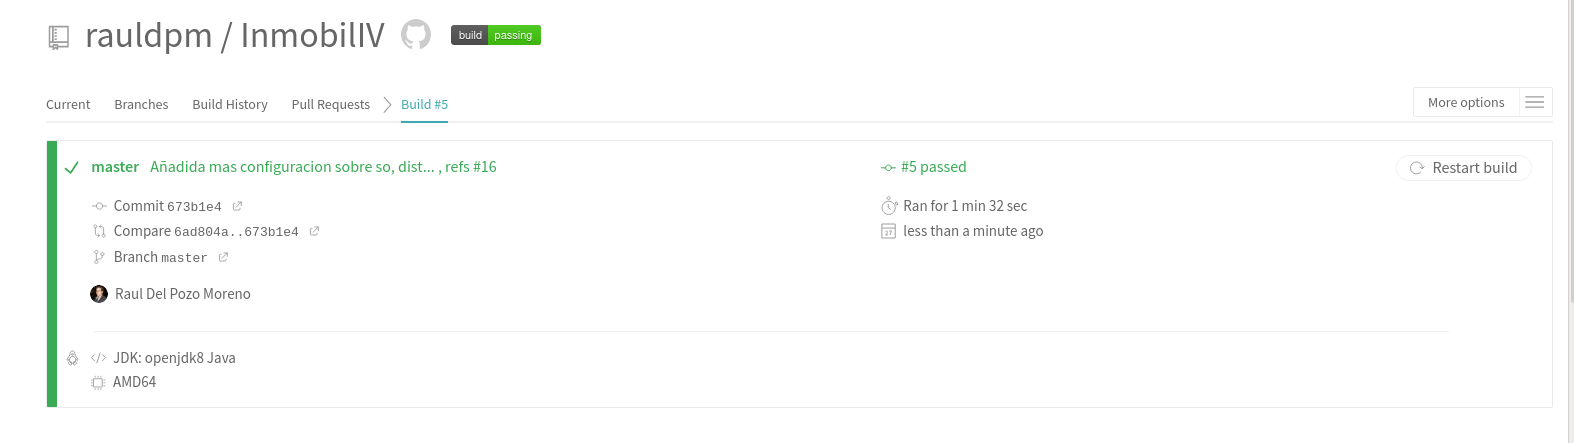 rauldpm / InmobilIV build passing
Current Branches Build History Pull Requests Build #5 More options
master Añadida mas configuracion sobre so, dist... , refs #16 #5 passed Restart build
Commit 673b1e4 Ran for 1 min 32 sec
Compare 6ad804a..673b1e4 less than a minute ago
Branch master
Raul Del Pozo Moreno
</> JDK: openjdk8 Java
AMD64